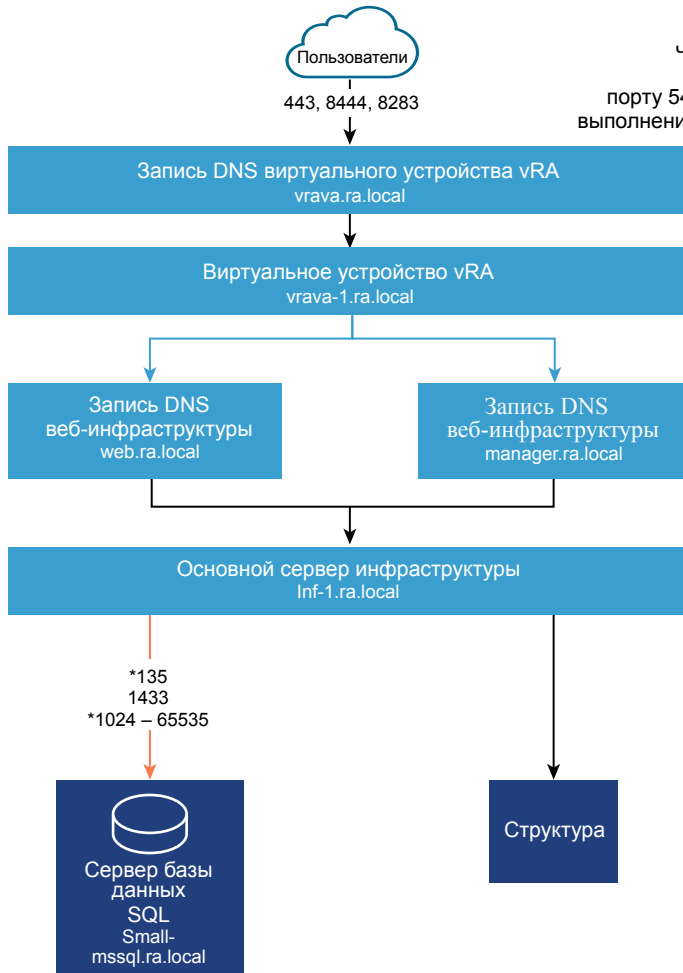 Пользователи
443, 8444, 8283
порту 54
выполнени
Запись DNS виртуального устройства vRA
vrava.ra.local
Виртуальное устройство vRA
vrava-1.ra.local
Запись DNS
веб-инфраструктуры
web.ra.local
Запись DNS
веб-инфраструктуры
manager.ra.local
Основной сервер инфраструктуры
Inf-1.ra.local
*135
1433
*1024 – 65535
Сервер базы
данных
SQL
Small-
mssql.ra.local
Структура